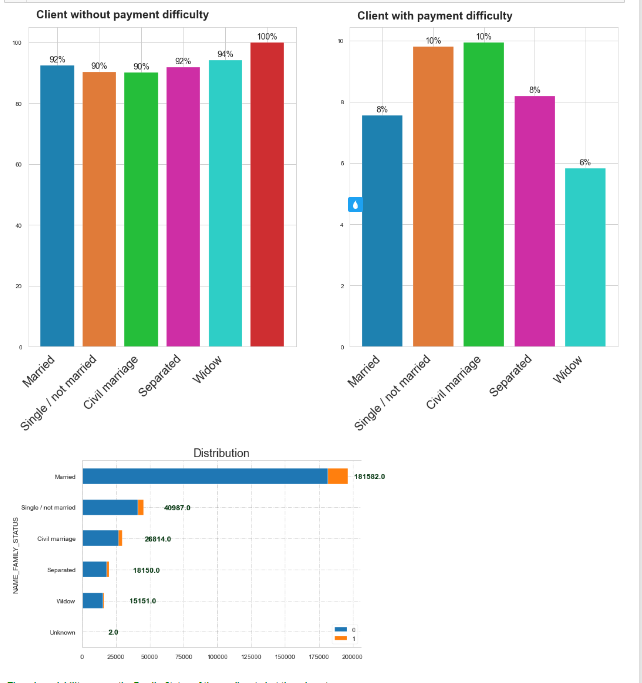 Client without payment difficulty
100
80
60
40
20
0
92%
90%
90%
92%
94%
100%
Married
Single / not married
Civil marriage
Separated
Widow
Client with payment difficulty
10
8
6
4
2
0
8%
10%
10%
8%
6%
Married
Single / not married
Civil marriage
Separated
Widow
Distribution
NAME_FAMILY_STATUS
Married 181582.0
Single / not married 40987.0
Civil marriage 26814.0
Separated 18150.0
Widow 15151.0
Unknown 2.0
0
1
0 25000 50000 75000 100000 125000 150000 175000 200000